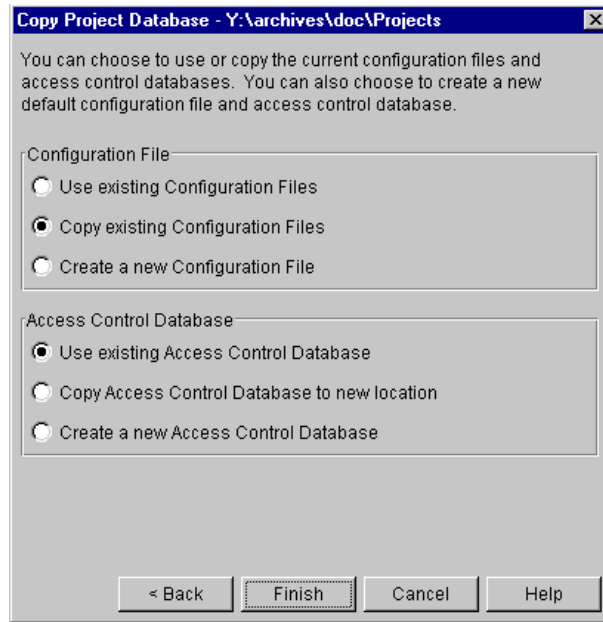 Copy Project Database - Y:\archives\doc\Projects
You can choose to use or copy the current configuration files and
access control databases. You can also choose to create a new
default configuration file and access control database.
Configuration File
Use existing Configuration Files
Copy existing Configuration Files
Create a new Configuration File
Access Control Database
Use existing Access Control Database
Copy Access Control Database to new location
Create a new Access Control Database
< Back Finish Cancel Help